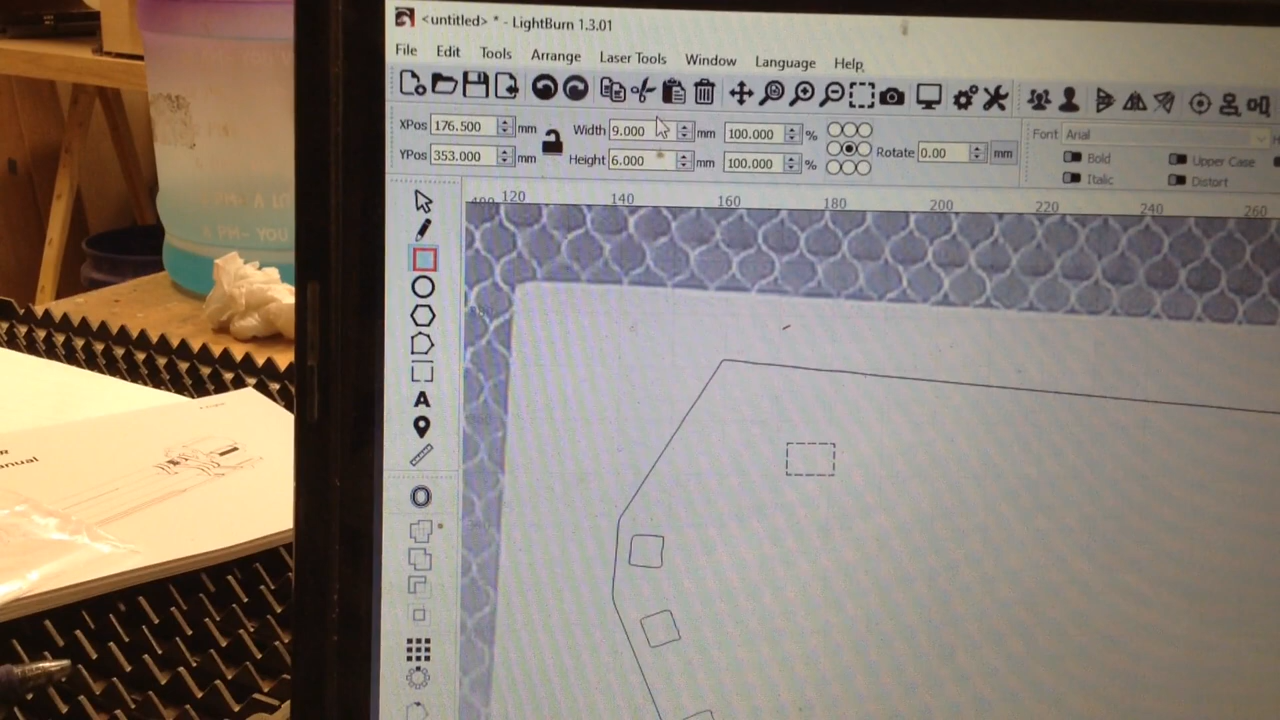 <untitled> * - LightBurn 1.3.01
File Edit Tools Arrange Laser Tools Window Language Help
XPos 176.500 mm Width 9.000 mm 100.000 %
YPos 353.000 mm Height 6.000 mm 100.000 %
Rotate 0.00 mm
Font Arial
Bold Upper Case
Italic Distort
120 140 160 180 200 220 240 260
A
PM-YOU